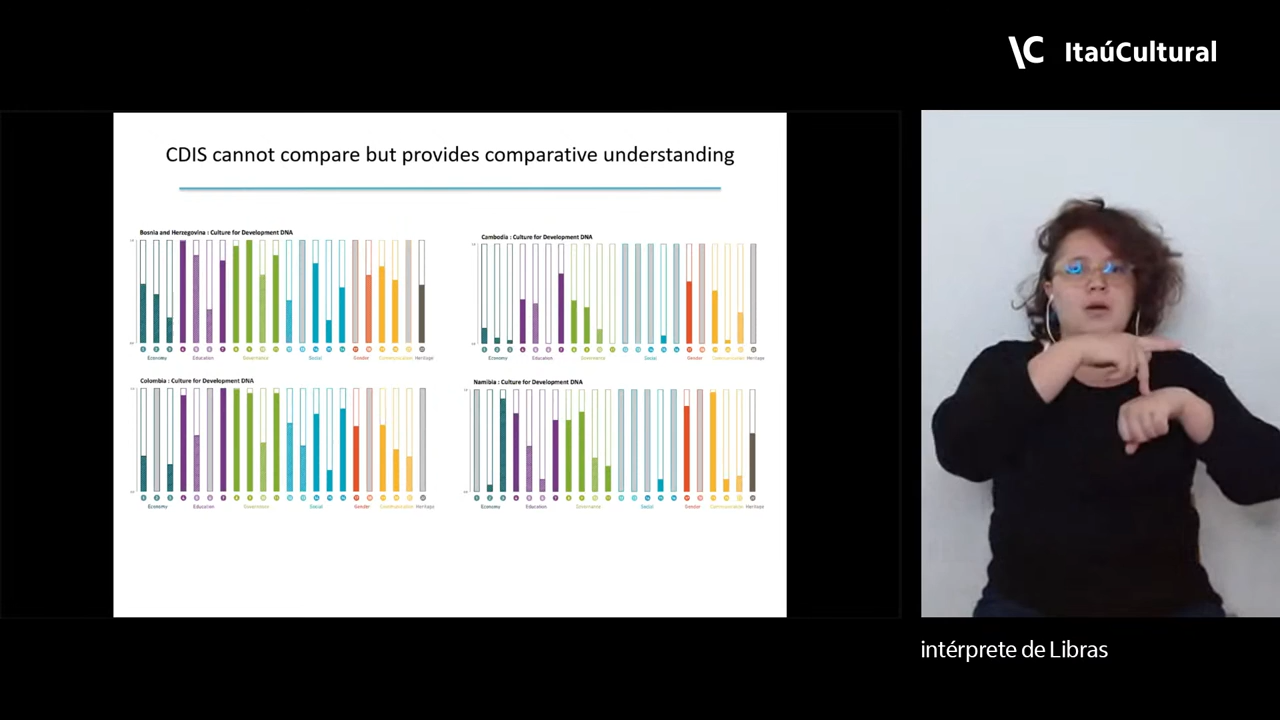 \C ItaúCultural
CDIS cannot compare but provides comparative understanding
Bosnia and Herzegovina : Culture for Development DNA
Economy Education Governance Social Gender Communication Heritage
Cambodia : Culture for Development DNA
Economy Education Governance Social Gender Communication Heritage
Colombia : Culture for Development DNA
Economy Education Governance Social Gender Communication Heritage
Namibia : Culture for Development DNA
Economy Education Governance Social Gender Communication Heritage
intérprete de Libras